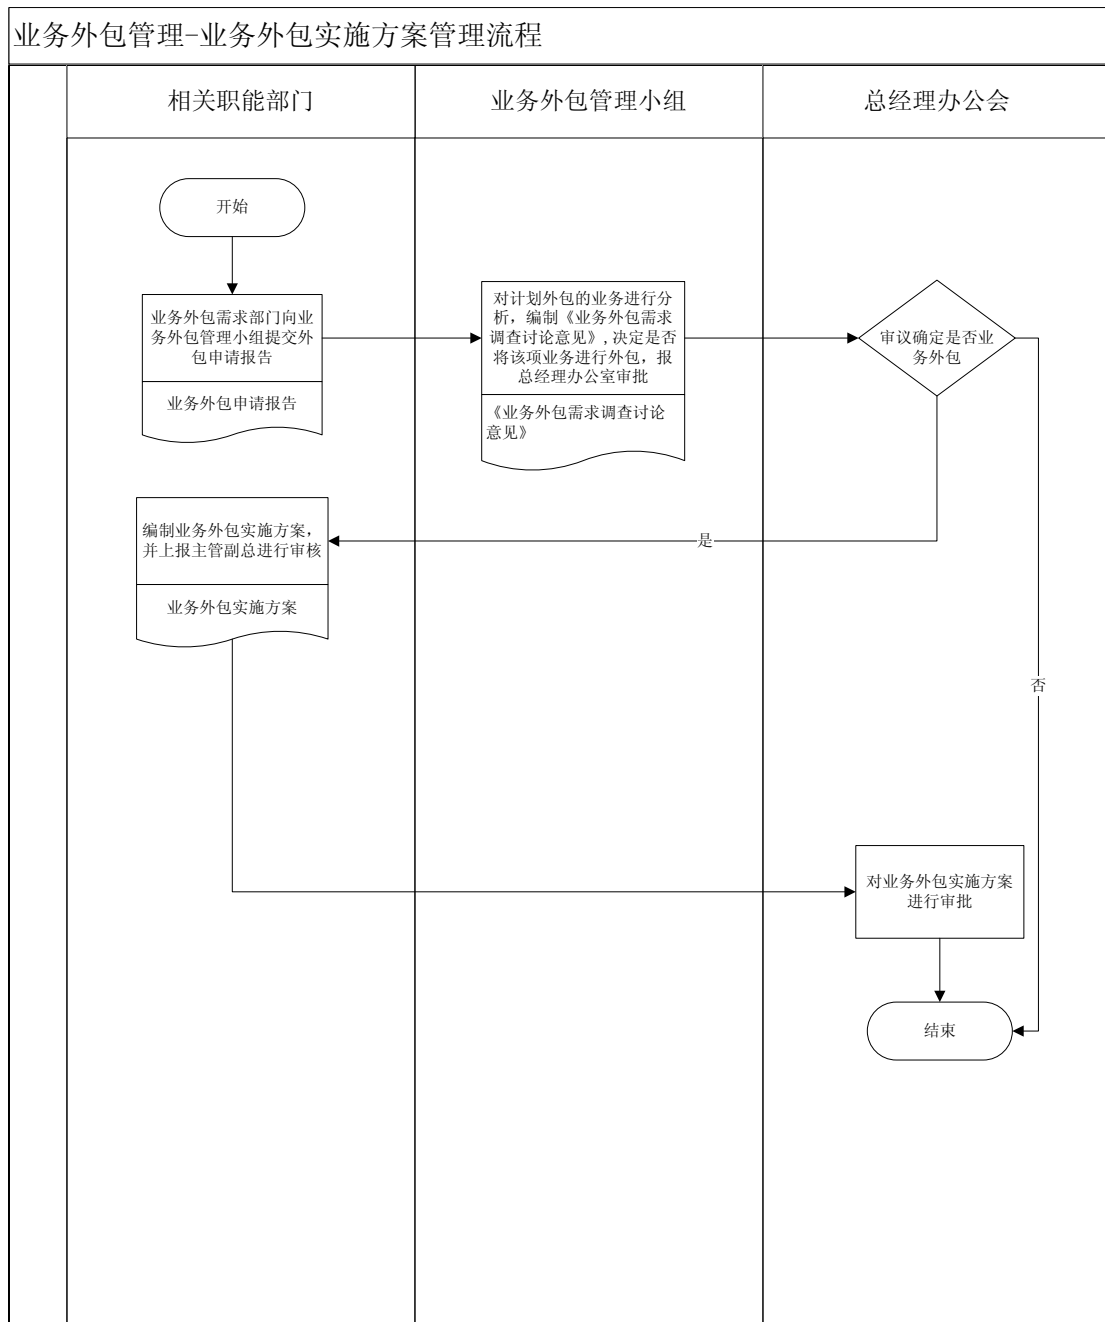 业务外包管理-业务外包实施方案管理流程
相关职能部门
业务外包管理小组
总经理办公会
开始
业务外包需求部门向业
务外包管理小组提交外
包申请报告
业务外包申请报告
对计划外包的业务进行分
析，编制《业务外包需求
调查讨论意见》,决定是否
将该项业务进行外包，报
总经理办公室审批
《业务外包需求调查讨论
意见》
审议确定是否业
务外包
编制业务外包实施方案，
并上报主管副总进行审核
业务外包实施方案
是
否
对业务外包实施方案
进行审批
结束